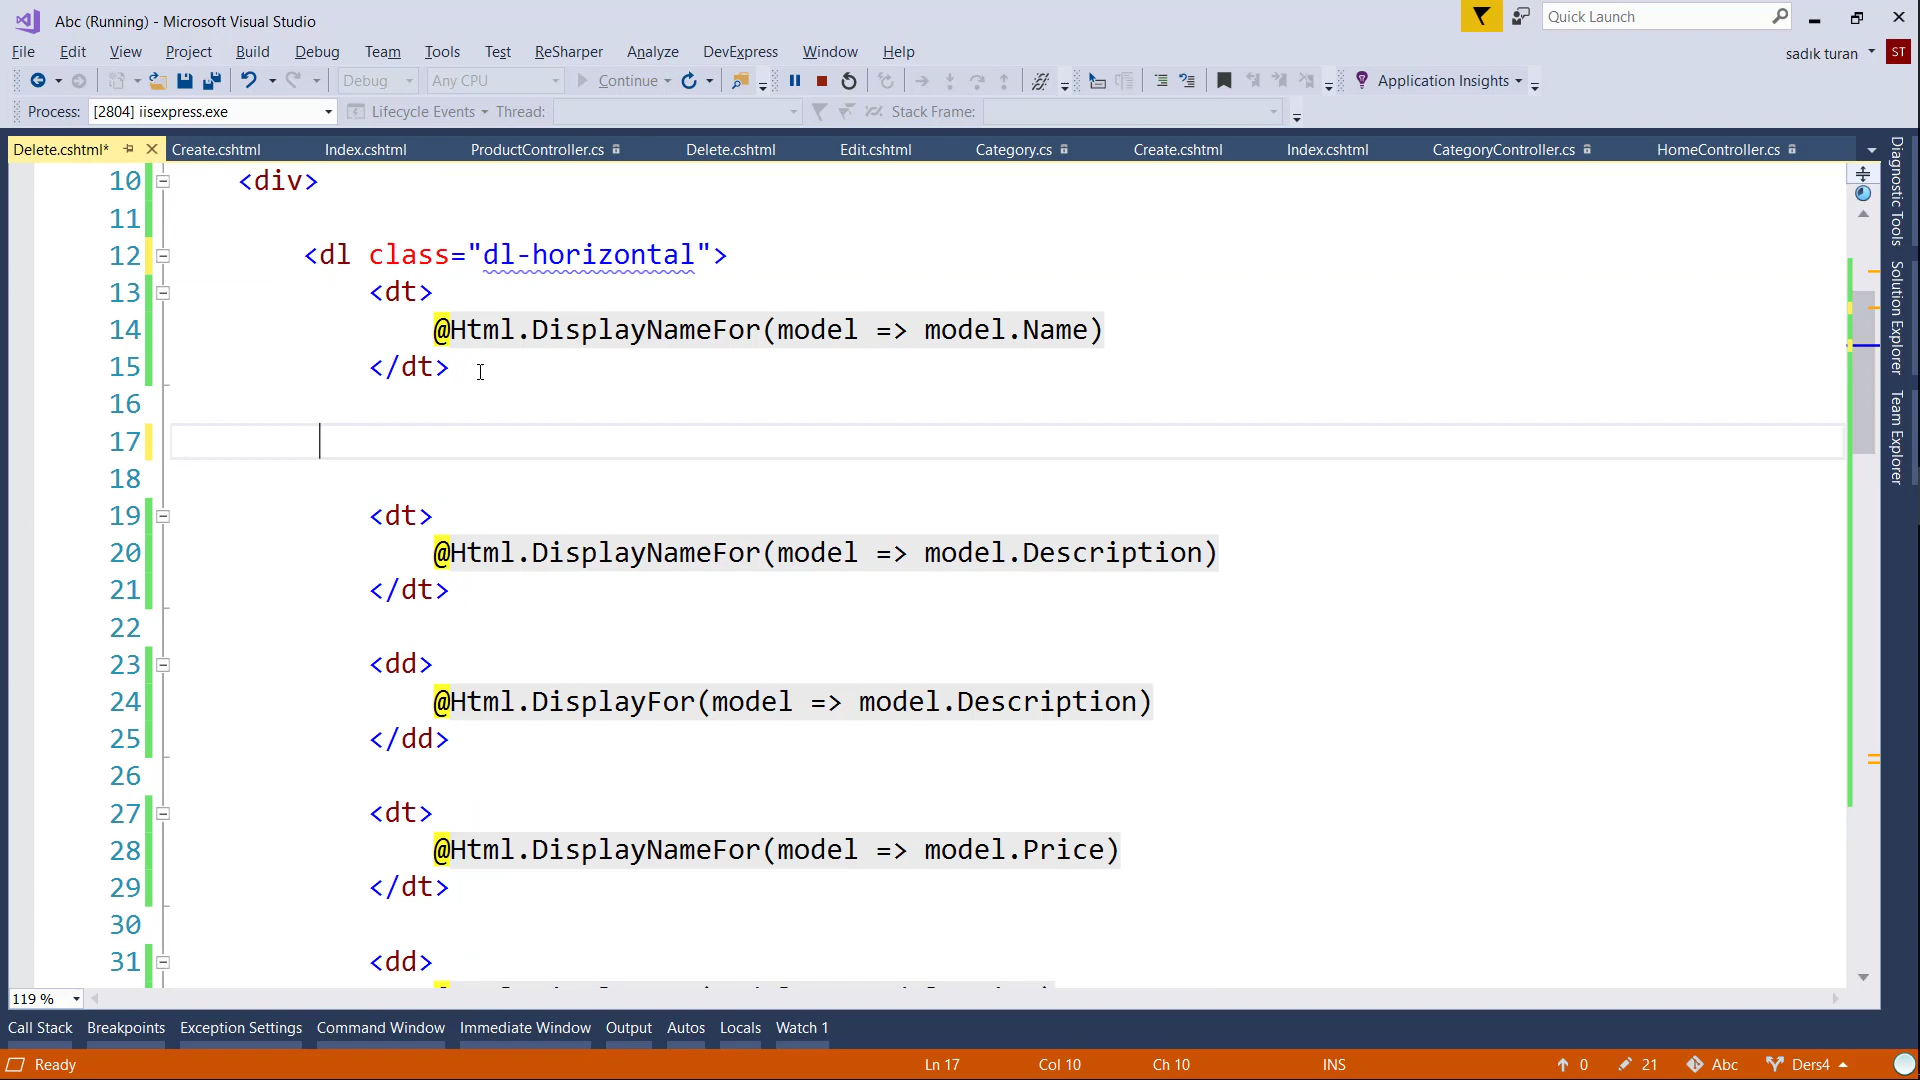 Abc (Running) - Microsoft Visual Studio
Quick Launch
File Edit View Project Build Debug Team Tools Test ReSharper Analyze DevExpress Window Help
sadık turan ST
Debug Any CPU Continue Application Insights
Process: [2804] iisexpress.exe Lifecycle Events Thread: Stack Frame:
Delete.cshtml* Create.cshtml Index.cshtml ProductController.cs Delete.cshtml Edit.cshtml Category.cs Create.cshtml Index.cshtml CategoryController.cs HomeController.cs
10 <div>
11
12 <dl class="dl-horizontal">
13 <dt>
14 @Html.DisplayNameFor(model => model.Name)
15 </dt>
16
17
18
19 <dt>
20 @Html.DisplayNameFor(model => model.Description)
21 </dt>
22
23 <dd>
24 @Html.DisplayFor(model => model.Description)
25 </dd>
26
27 <dt>
28 @Html.DisplayNameFor(model => model.Price)
29 </dt>
30
31 <dd>
Diagnostic Tools
Solution Explorer
Team Explorer
119 %
Call Stack Breakpoints Exception Settings Command Window Immediate Window Output Autos Locals Watch 1
Ready Ln 17 Col 10 Ch 10 INS 0 21 Abc Ders4